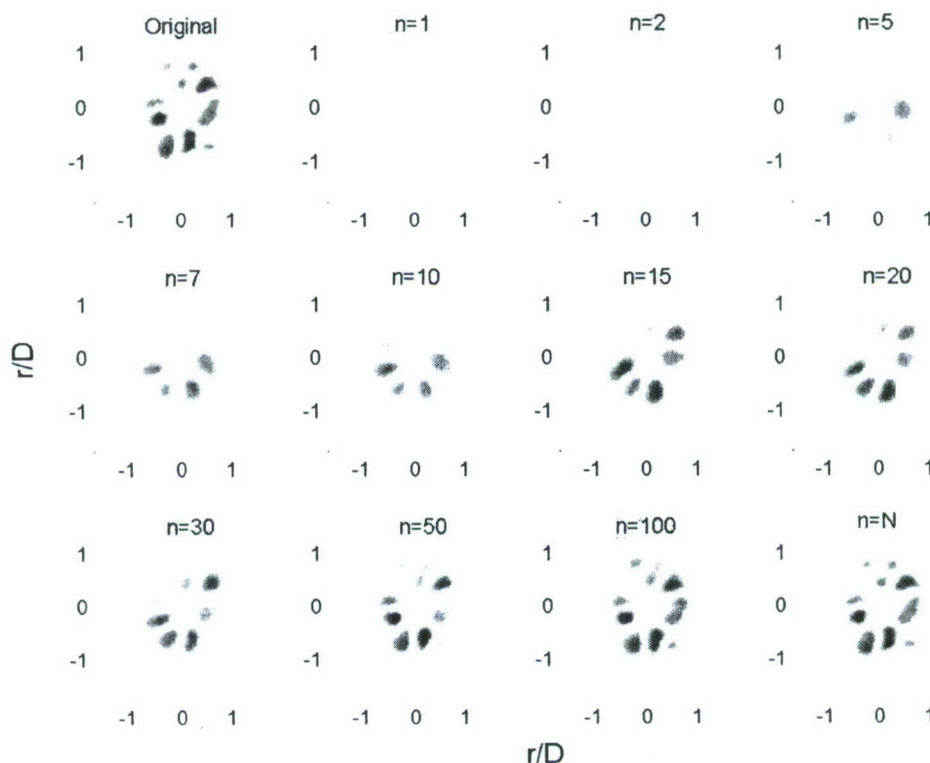 Original n=1 n=2 n=5
1 1 1 1
0 0 0 0
-1 -1 -1 -1
-1 0 1 -1 0 1 -1 0 1 -1 0 1
n=7 n=10 n=15 n=20
1 1 1 1
0 0 0 0
-1 -1 -1 -1
-1 0 1 -1 0 1 -1 0 1 -1 0 1
r/D
n=30 n=50 n=100 n=N
1 1 1 1
0 0 0 0
-1 -1 -1 -1
-1 0 1 -1 0 1 -1 0 1 -1 0 1
r/D